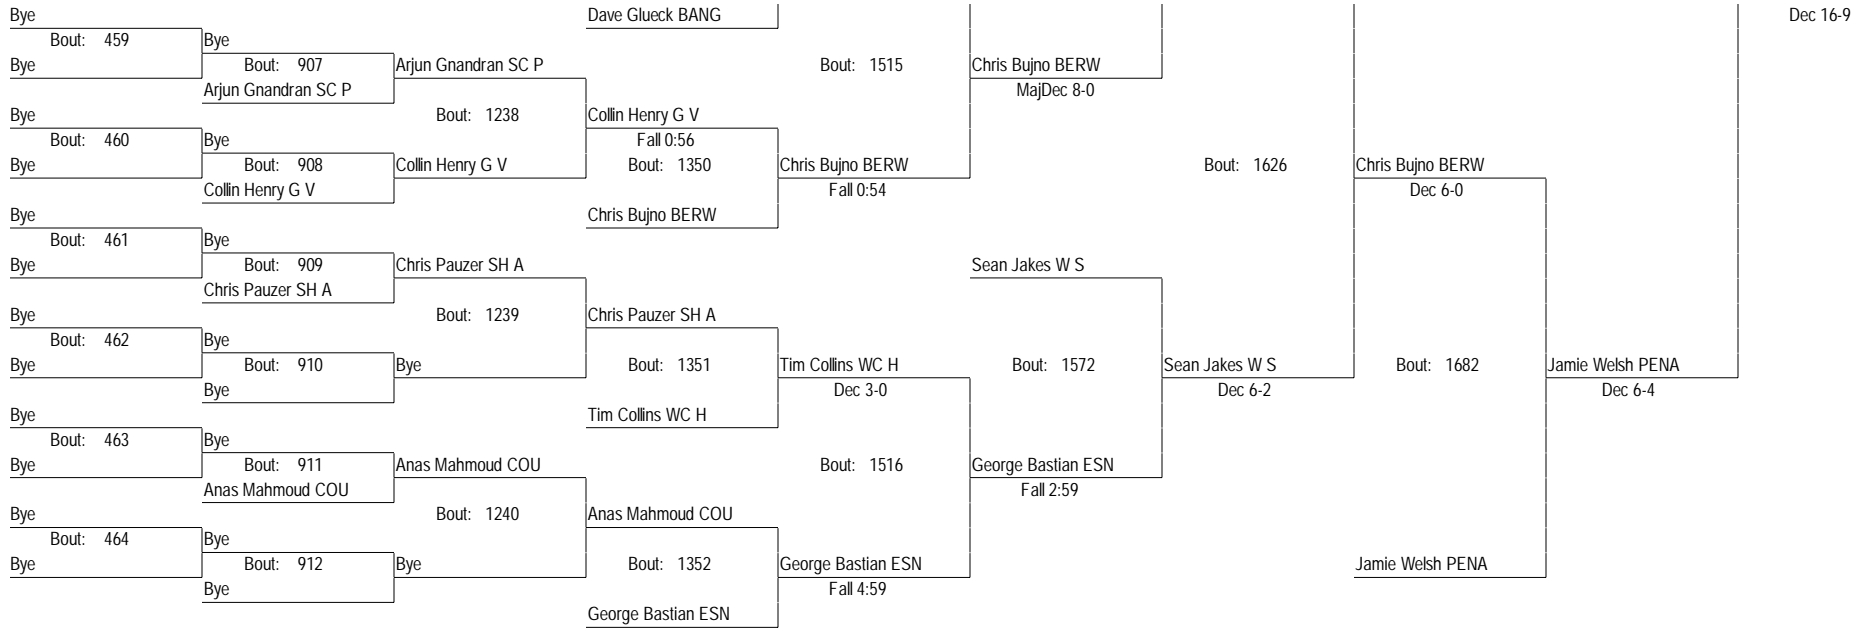 Bye Dave Glueck BANG Dec 16-9
Bout: 459 Bye
Bye Bout: 907 Arjun Gnandran SC P Bout: 1515 Chris Bujno BERW
Arjun Gnandran SC P MajDec 8-0
Bye Bout: 1238 Collin Henry G V
Bout: 460 Bye Fall 0:56
Bye Bout: 908 Collin Henry G V Bout: 1350 Chris Bujno BERW Bout: 1626 Chris Bujno BERW
Collin Henry G V Fall 0:54 Dec 6-0
Bye Chris Bujno BERW
Bout: 461 Bye
Bye Bout: 909 Chris Pauzer SH A Sean Jakes W S
Chris Pauzer SH A
Bye Bout: 1239 Chris Pauzer SH A
Bout: 462 Bye
Bye Bout: 910 Bye Bout: 1351 Tim Collins WC H Bout: 1572 Sean Jakes W S Bout: 1682 Jamie Welsh PENA
Bye Dec 3-0 Dec 6-2 Dec 6-4
Bye Tim Collins WC H
Bout: 463 Bye
Bye Bout: 911 Anas Mahmoud COU Bout: 1516 George Bastian ESN
Anas Mahmoud COU Fall 2:59
Bye Bout: 1240 Anas Mahmoud COU
Bout: 464 Bye
Bye Bout: 912 Bye Bout: 1352 George Bastian ESN Jamie Welsh PENA
Bye Fall 4:59
George Bastian ESN